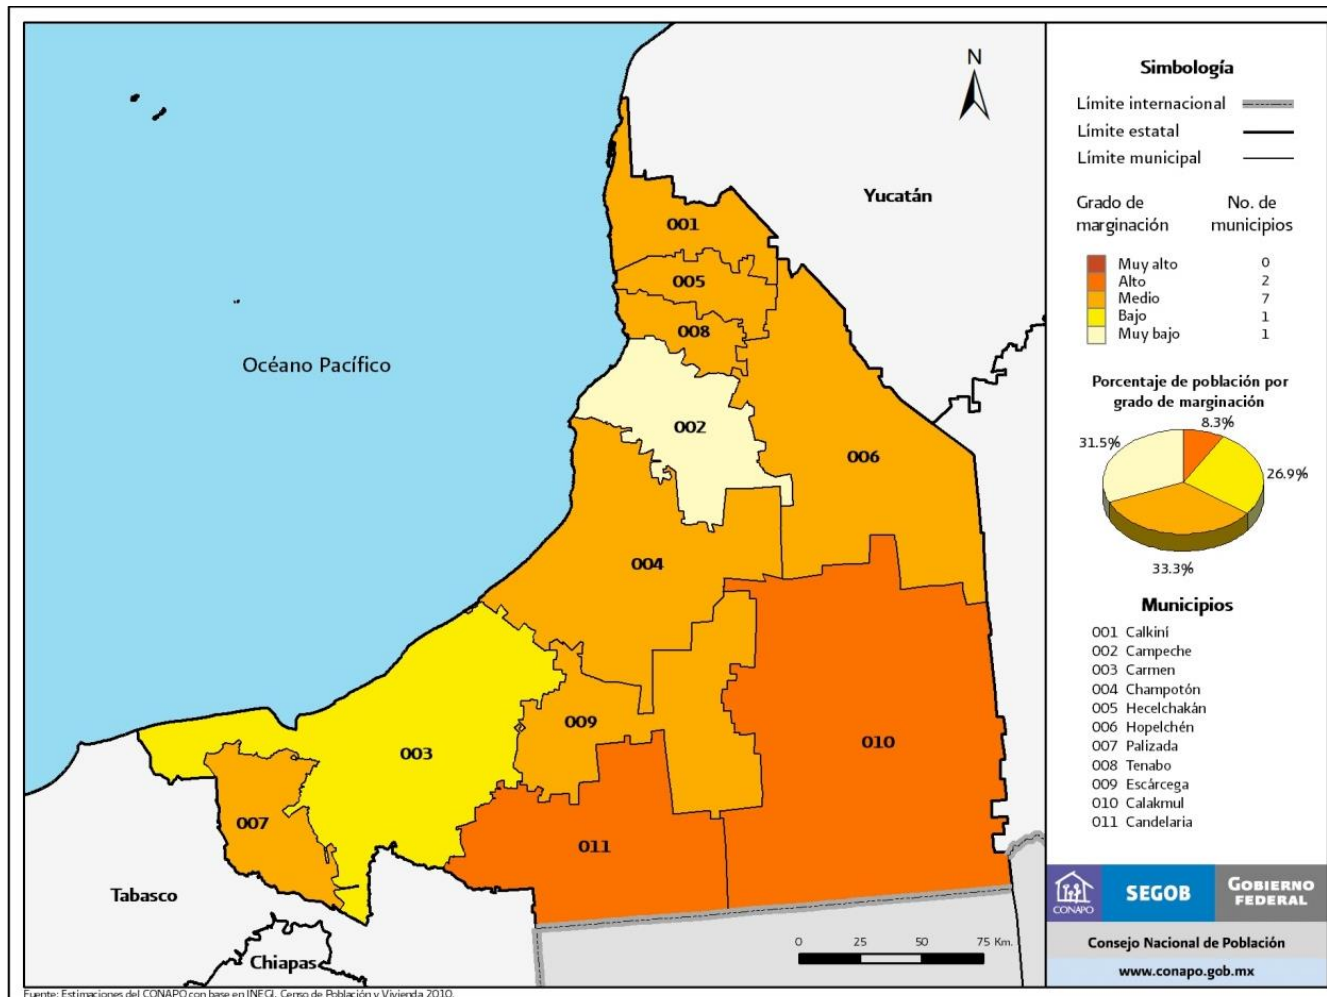 N
Yucatán
Océano Pacífico
001
005
008
002
006
004
003
009
010
007
011
Tabasco
Chiapas
0 25 50 75 Km.
Simbología
Límite internacional
Límite estatal
Límite municipal
Grado de marginación No. de municipios
Muy alto 0
Alto 2
Medio 7
Bajo 1
Muy bajo 1
Porcentaje de población por
grado de marginación
8.3%
31.5%
26.9%
33.3%
Municipios
001 Calkiní
002 Campeche
003 Carmen
004 Champotón
005 Hecelchakán
006 Hopelchén
007 Palizada
008 Tenabo
009 Escárcega
010 Calakmul
011 Candelaria
CONAPO
SEGOB
GOBIERNO
FEDERAL
Consejo Nacional de Población
www.conapo.gob.mx
Fuente: Estimaciones del CONAPO con base en INEGI, Censo de Población y Vivienda 2010.